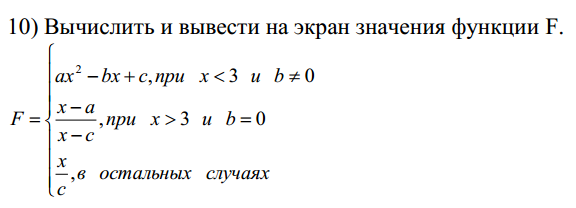 10) Вычислить и вывести на экран значения функции F.
ax² − bx + c, при x < 3 и b ≠ 0
F = { (x − a)/(x − c), при x > 3 и b = 0
x/c, в остальных случаях